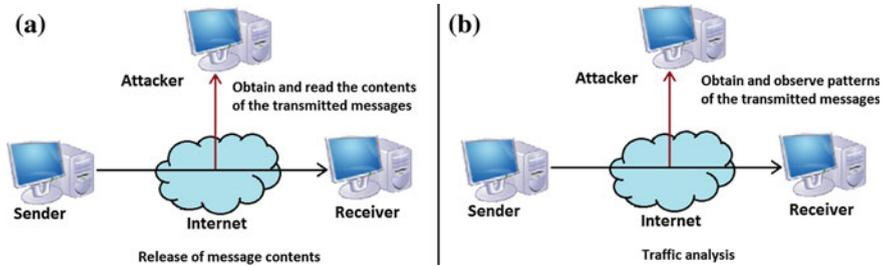 (a)
Attacker
Obtain and read the contents
of the transmitted messages
Sender
Internet
Receiver
Release of message contents
(b)
Attacker
Obtain and observe patterns
of the transmitted messages
Sender
Internet
Receiver
Traffic analysis